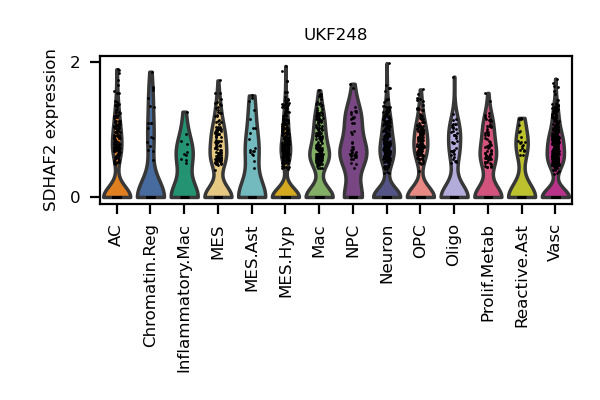 UKF248
SDHAF2 expression
2
0
AC
Chromatin.Reg
Inflammatory.Mac
MES
MES.Ast
MES.Hyp
Mac
NPC
Neuron
OPC
Oligo
Prolif.Metab
Reactive.Ast
Vasc